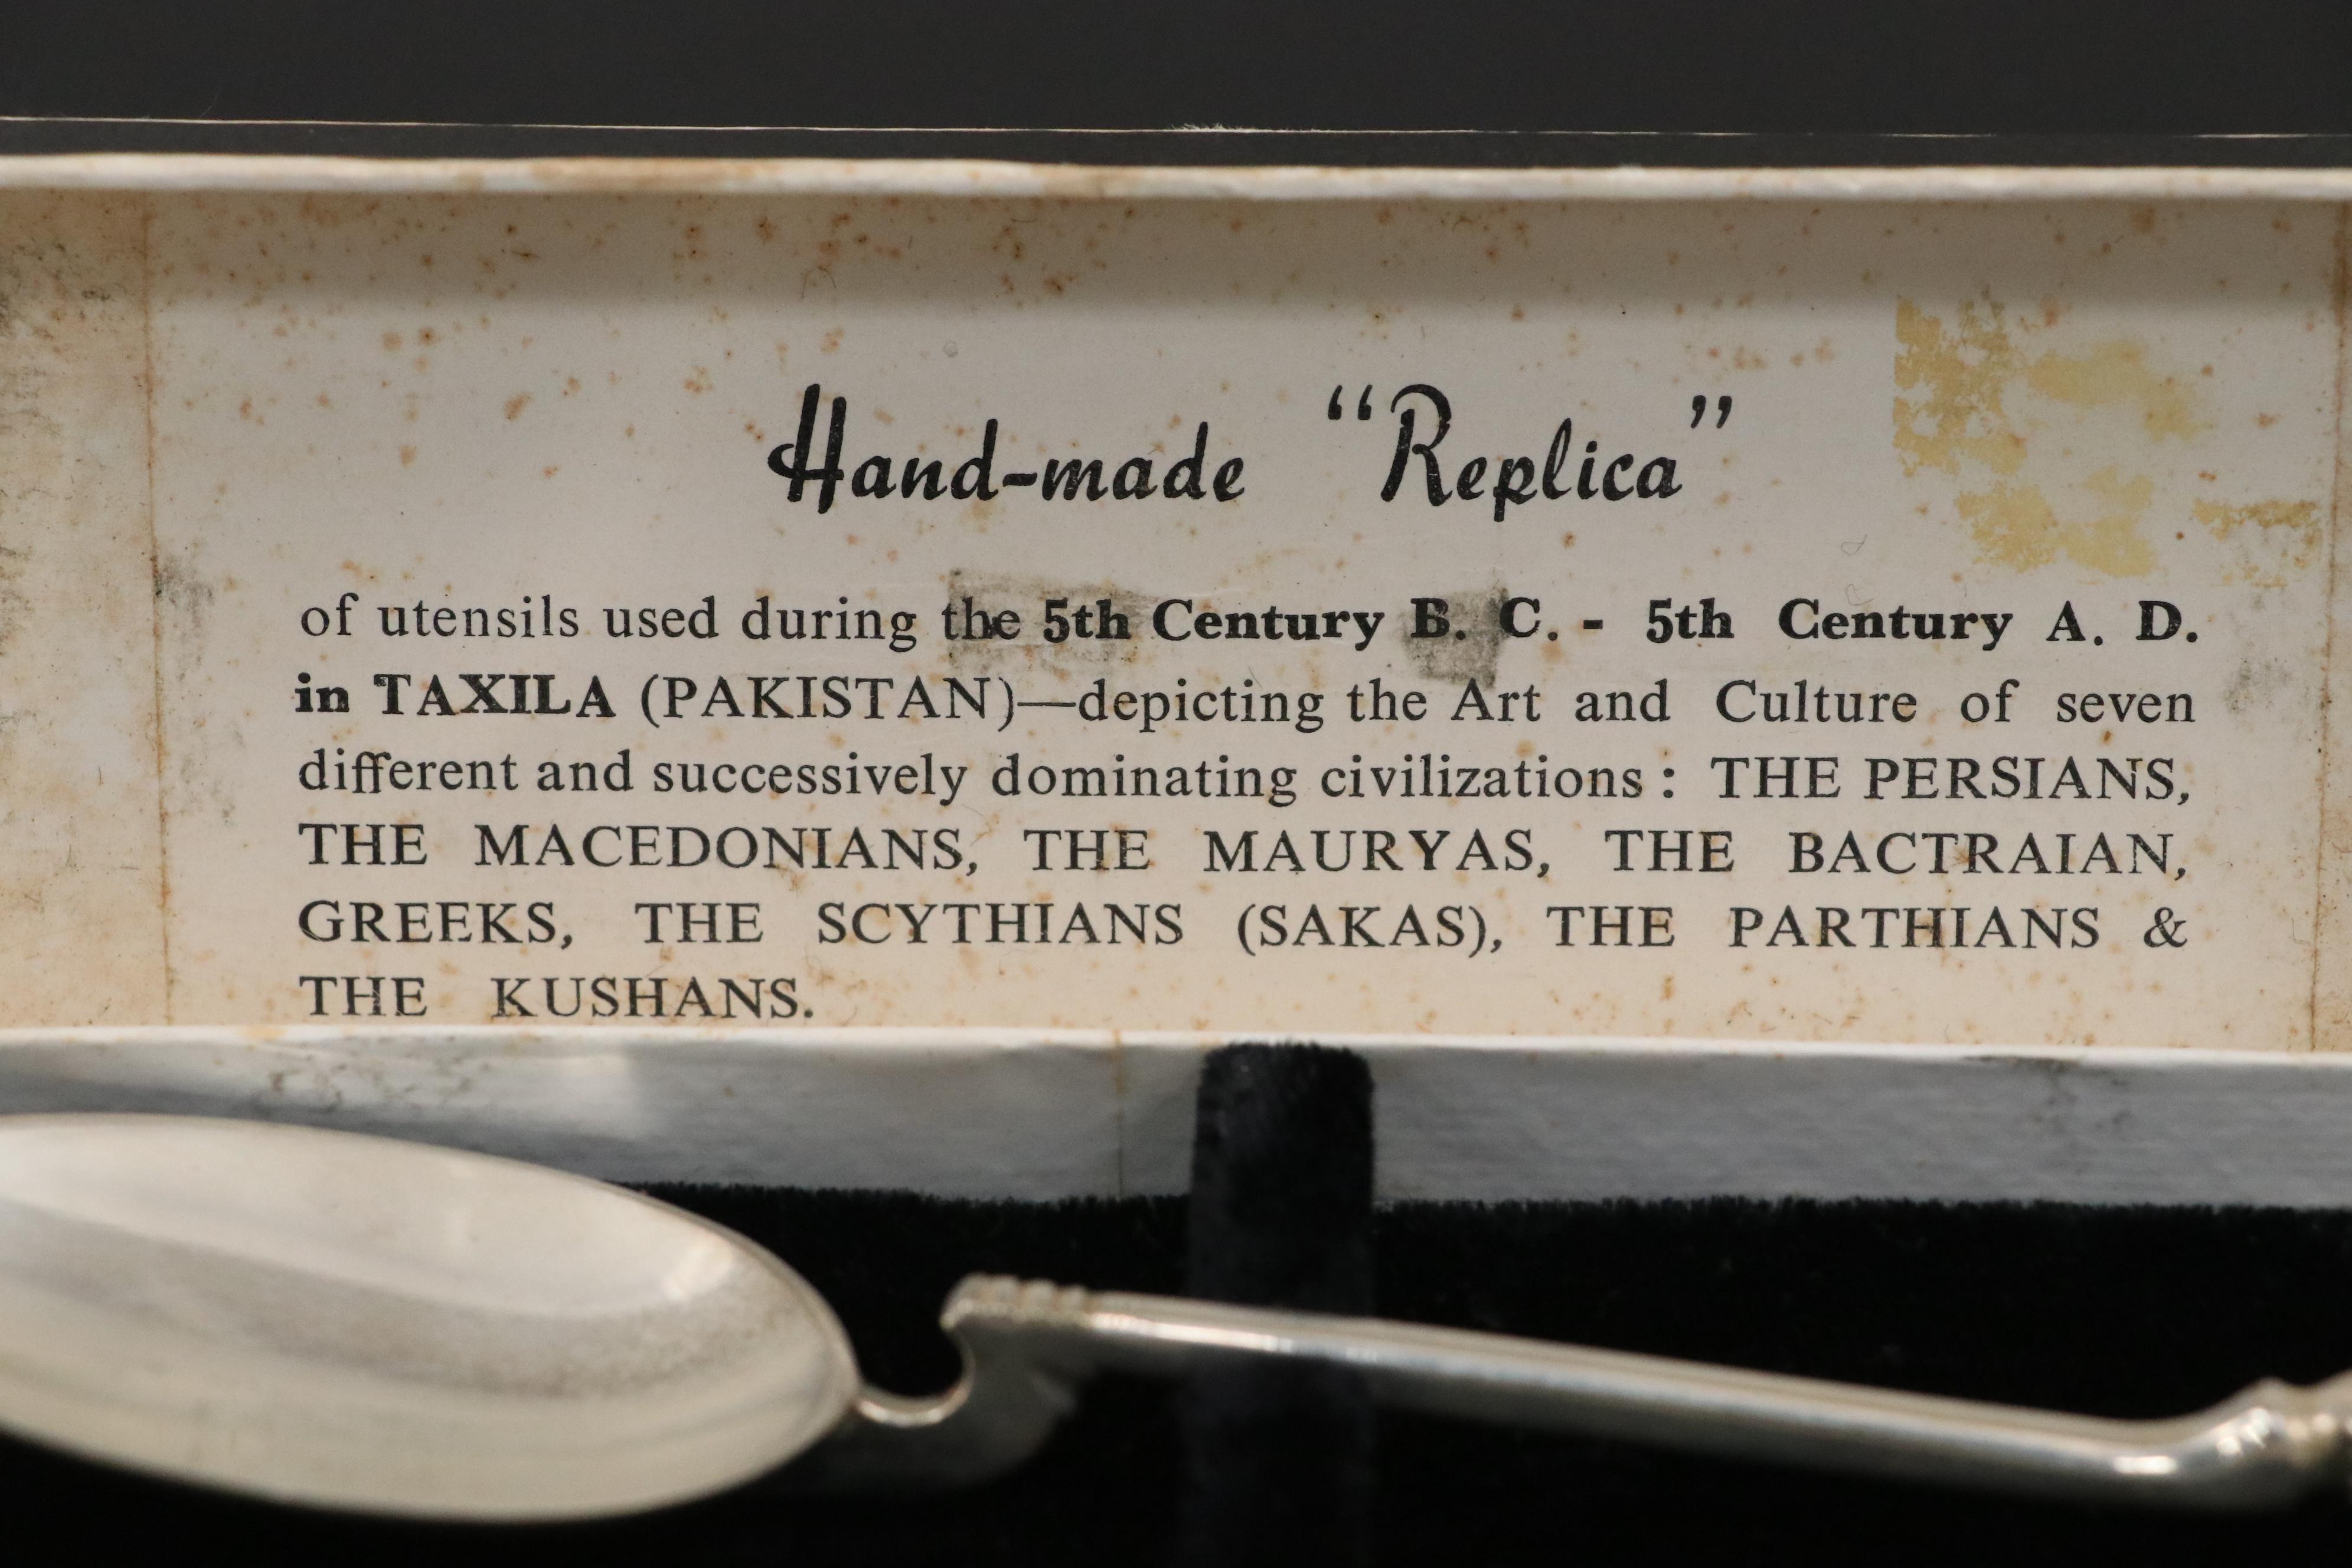 Hand-made “Replica”
of utensils used during the 5th Century B. C. - 5th Century A. D.
in TAXILA (PAKISTAN)—depicting the Art and Culture of seven
different and successively dominating civilizations : THE PERSIANS,
THE MACEDONIANS, THE MAURYAS, THE BACTRAIAN,
GREEKS, THE SCYTHIANS (SAKAS), THE PARTHIANS &
THE KUSHANS.